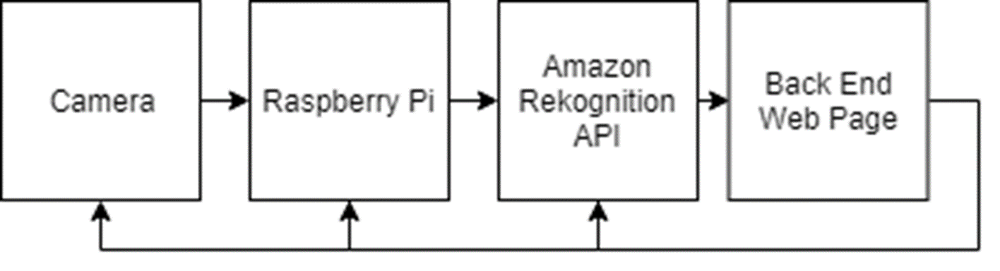 Camera
Raspberry Pi
Amazon
Rekognition
API
Back End
Web Page